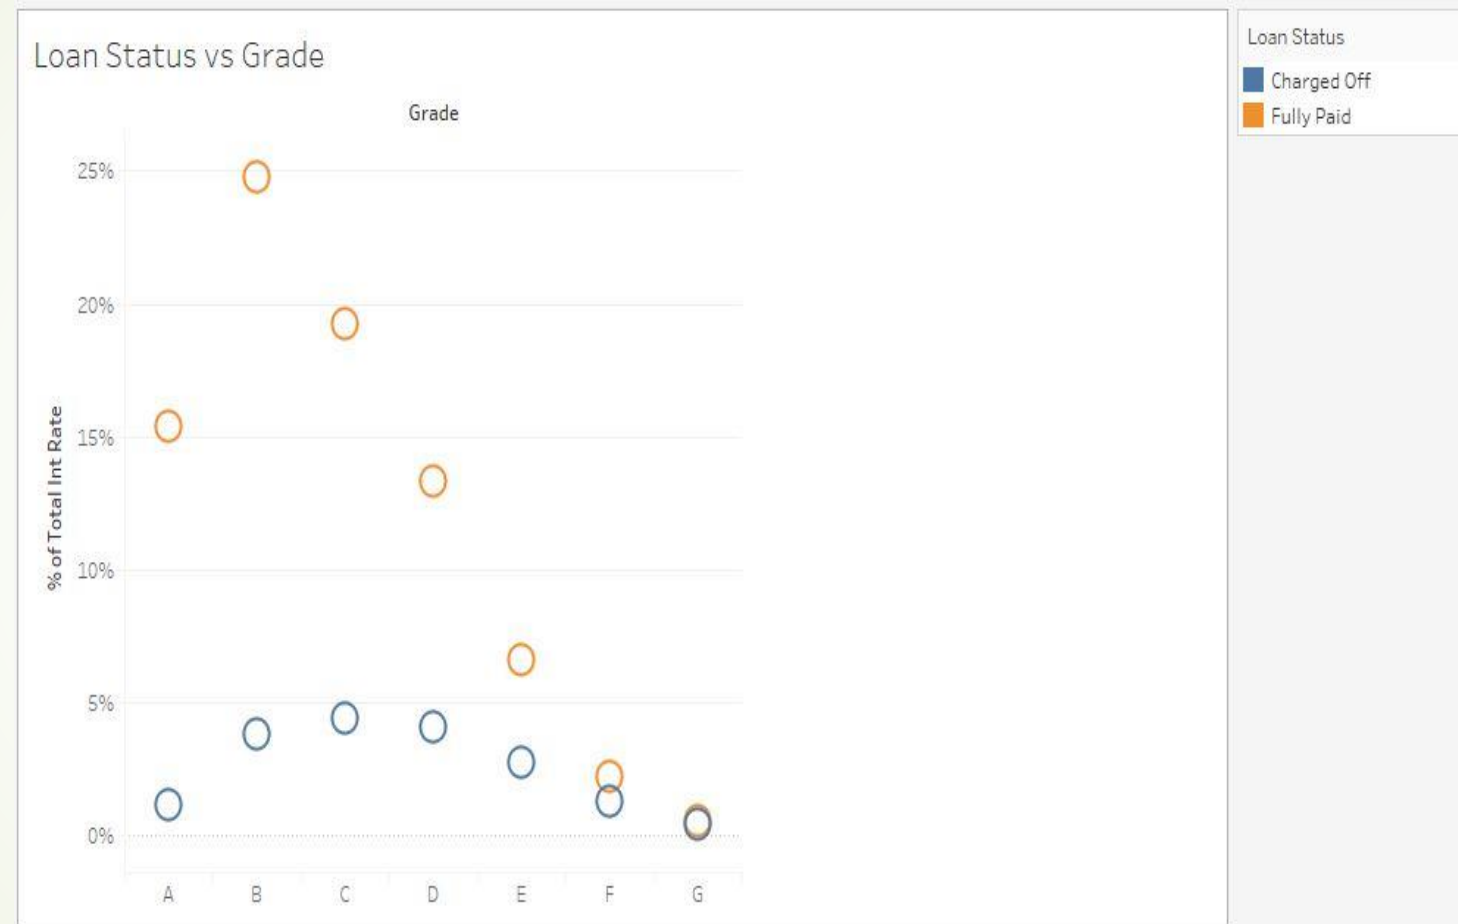 Loan Status vs Grade
Grade
% of Total Int Rate
25%
20%
15%
10%
5%
0%
A B C D E F G
Loan Status
Charged Off
Fully Paid